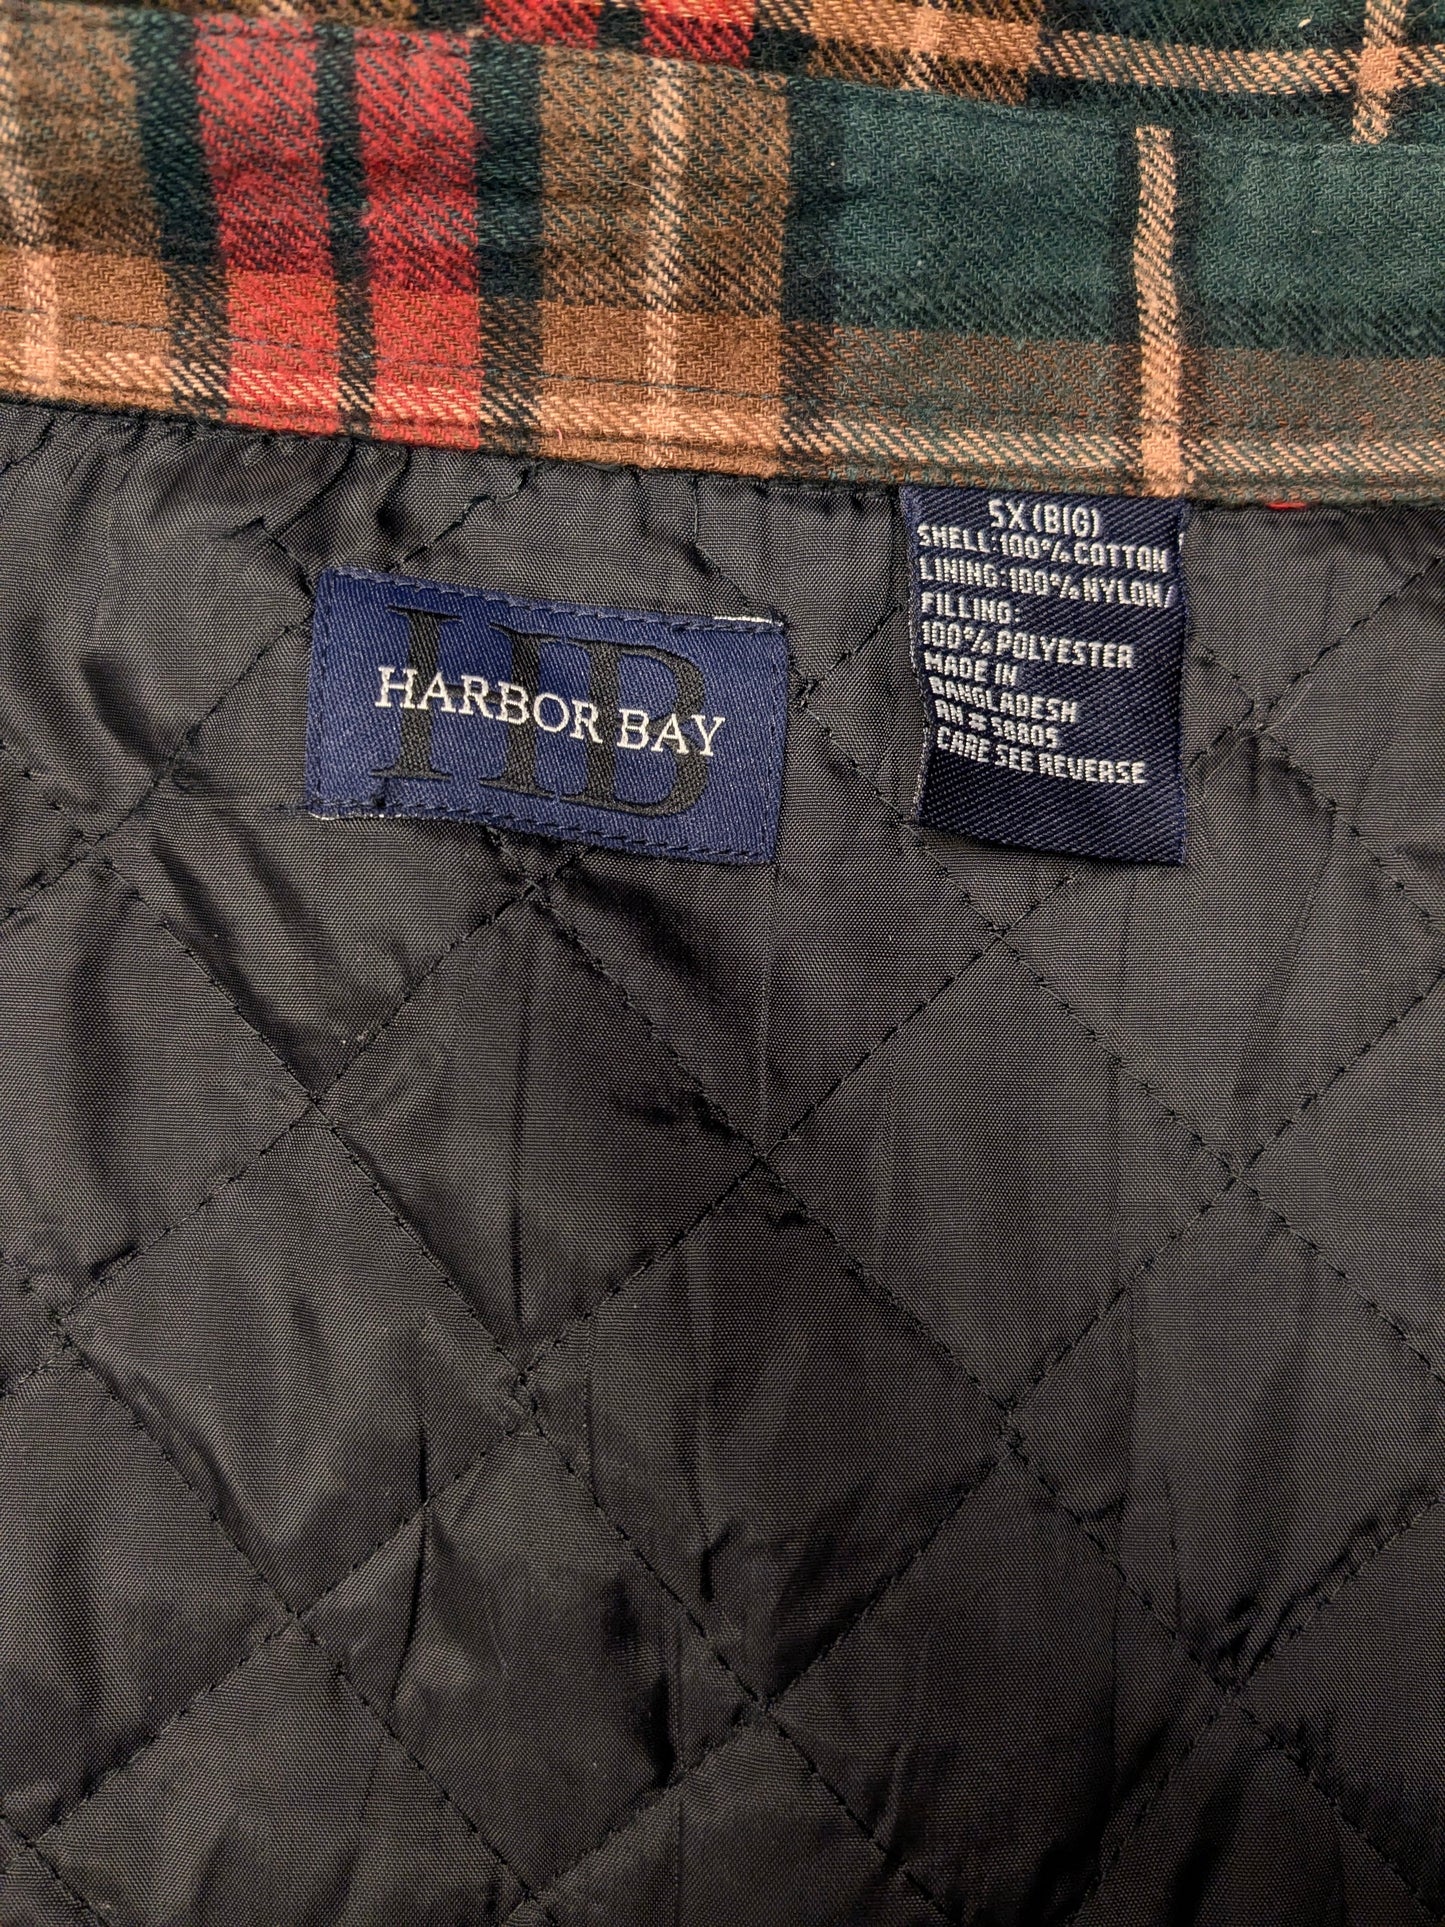 HB
HARBOR BAY
5X (BIG)
SHELL: 100% COTTON
LINING: 100% NYLON/
FILLING:
100% POLYESTER
MADE IN
BANGLADESH
CARE SEE REVERSE